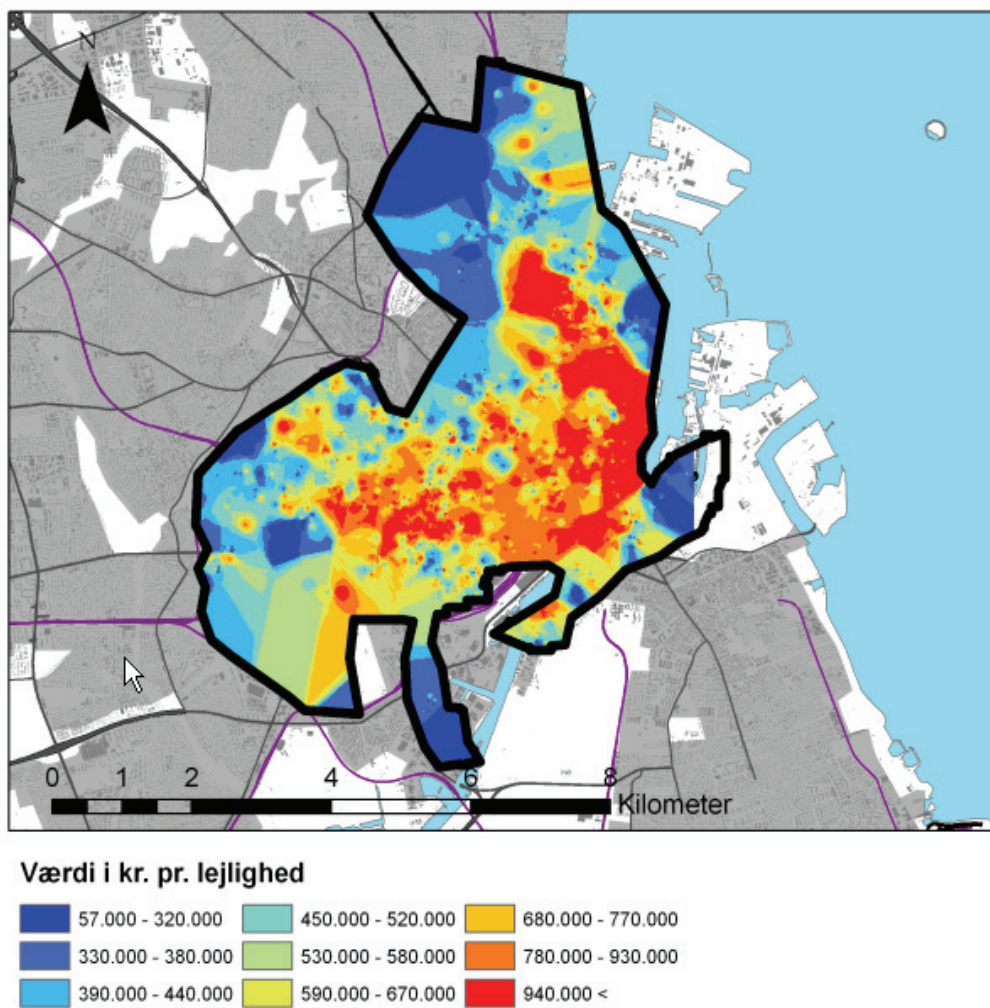 N
0 1 2 4 6 8
Kilometer
Værdi i kr. pr. lejlighed
57.000 - 320.000 450.000 - 520.000 680.000 - 770.000
330.000 - 380.000 530.000 - 580.000 780.000 - 930.000
390.000 - 440.000 590.000 - 670.000 940.000 <